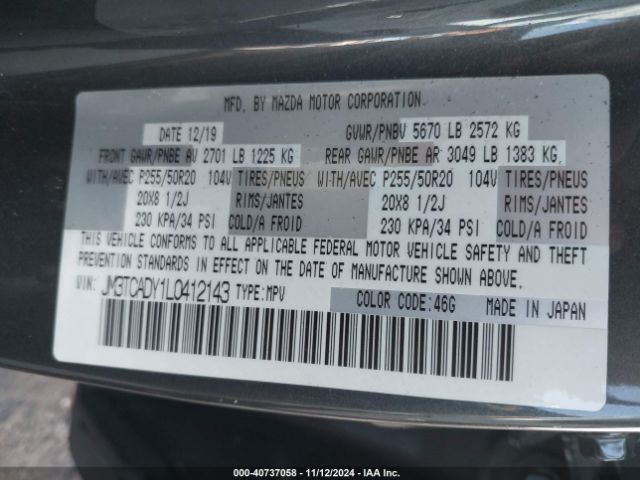 MFD. BY MAZDA MOTOR CORPORATION
DATE 12/19 GVWR/PNBV 5670 LB 2572 KG
FRONT GAWR/PNBE AV 2701 LB 1225 KG REAR GAWR/PNBE AR 3049 LB 1383 KG
WITH/AVEC P255/50R20 104V TIRES/PNEUS WITH/AVEC P255/50R20 104V TIRES/PNEUS
20X8 1/2J RIMS/JANTES 20X8 1/2J RIMS/JANTES
230 KPA/34 PSI COLD/A FROID 230 KPA/34 PSI COLD/A FROID
THIS VEHICLE CONFORMS TO ALL APPLICABLE FEDERAL MOTOR VEHICLE SAFETY AND THEFT
PREVENTION STANDARDS IN EFFECT ON THE DATE OF MANUFACTURE SHOWN ABOVE.
VIN: JM3TCADY1L0412143 TYPE:MPV COLOR CODE:46G MADE IN JAPAN
000-40737058 - 11/12/2024 - IAA Inc.